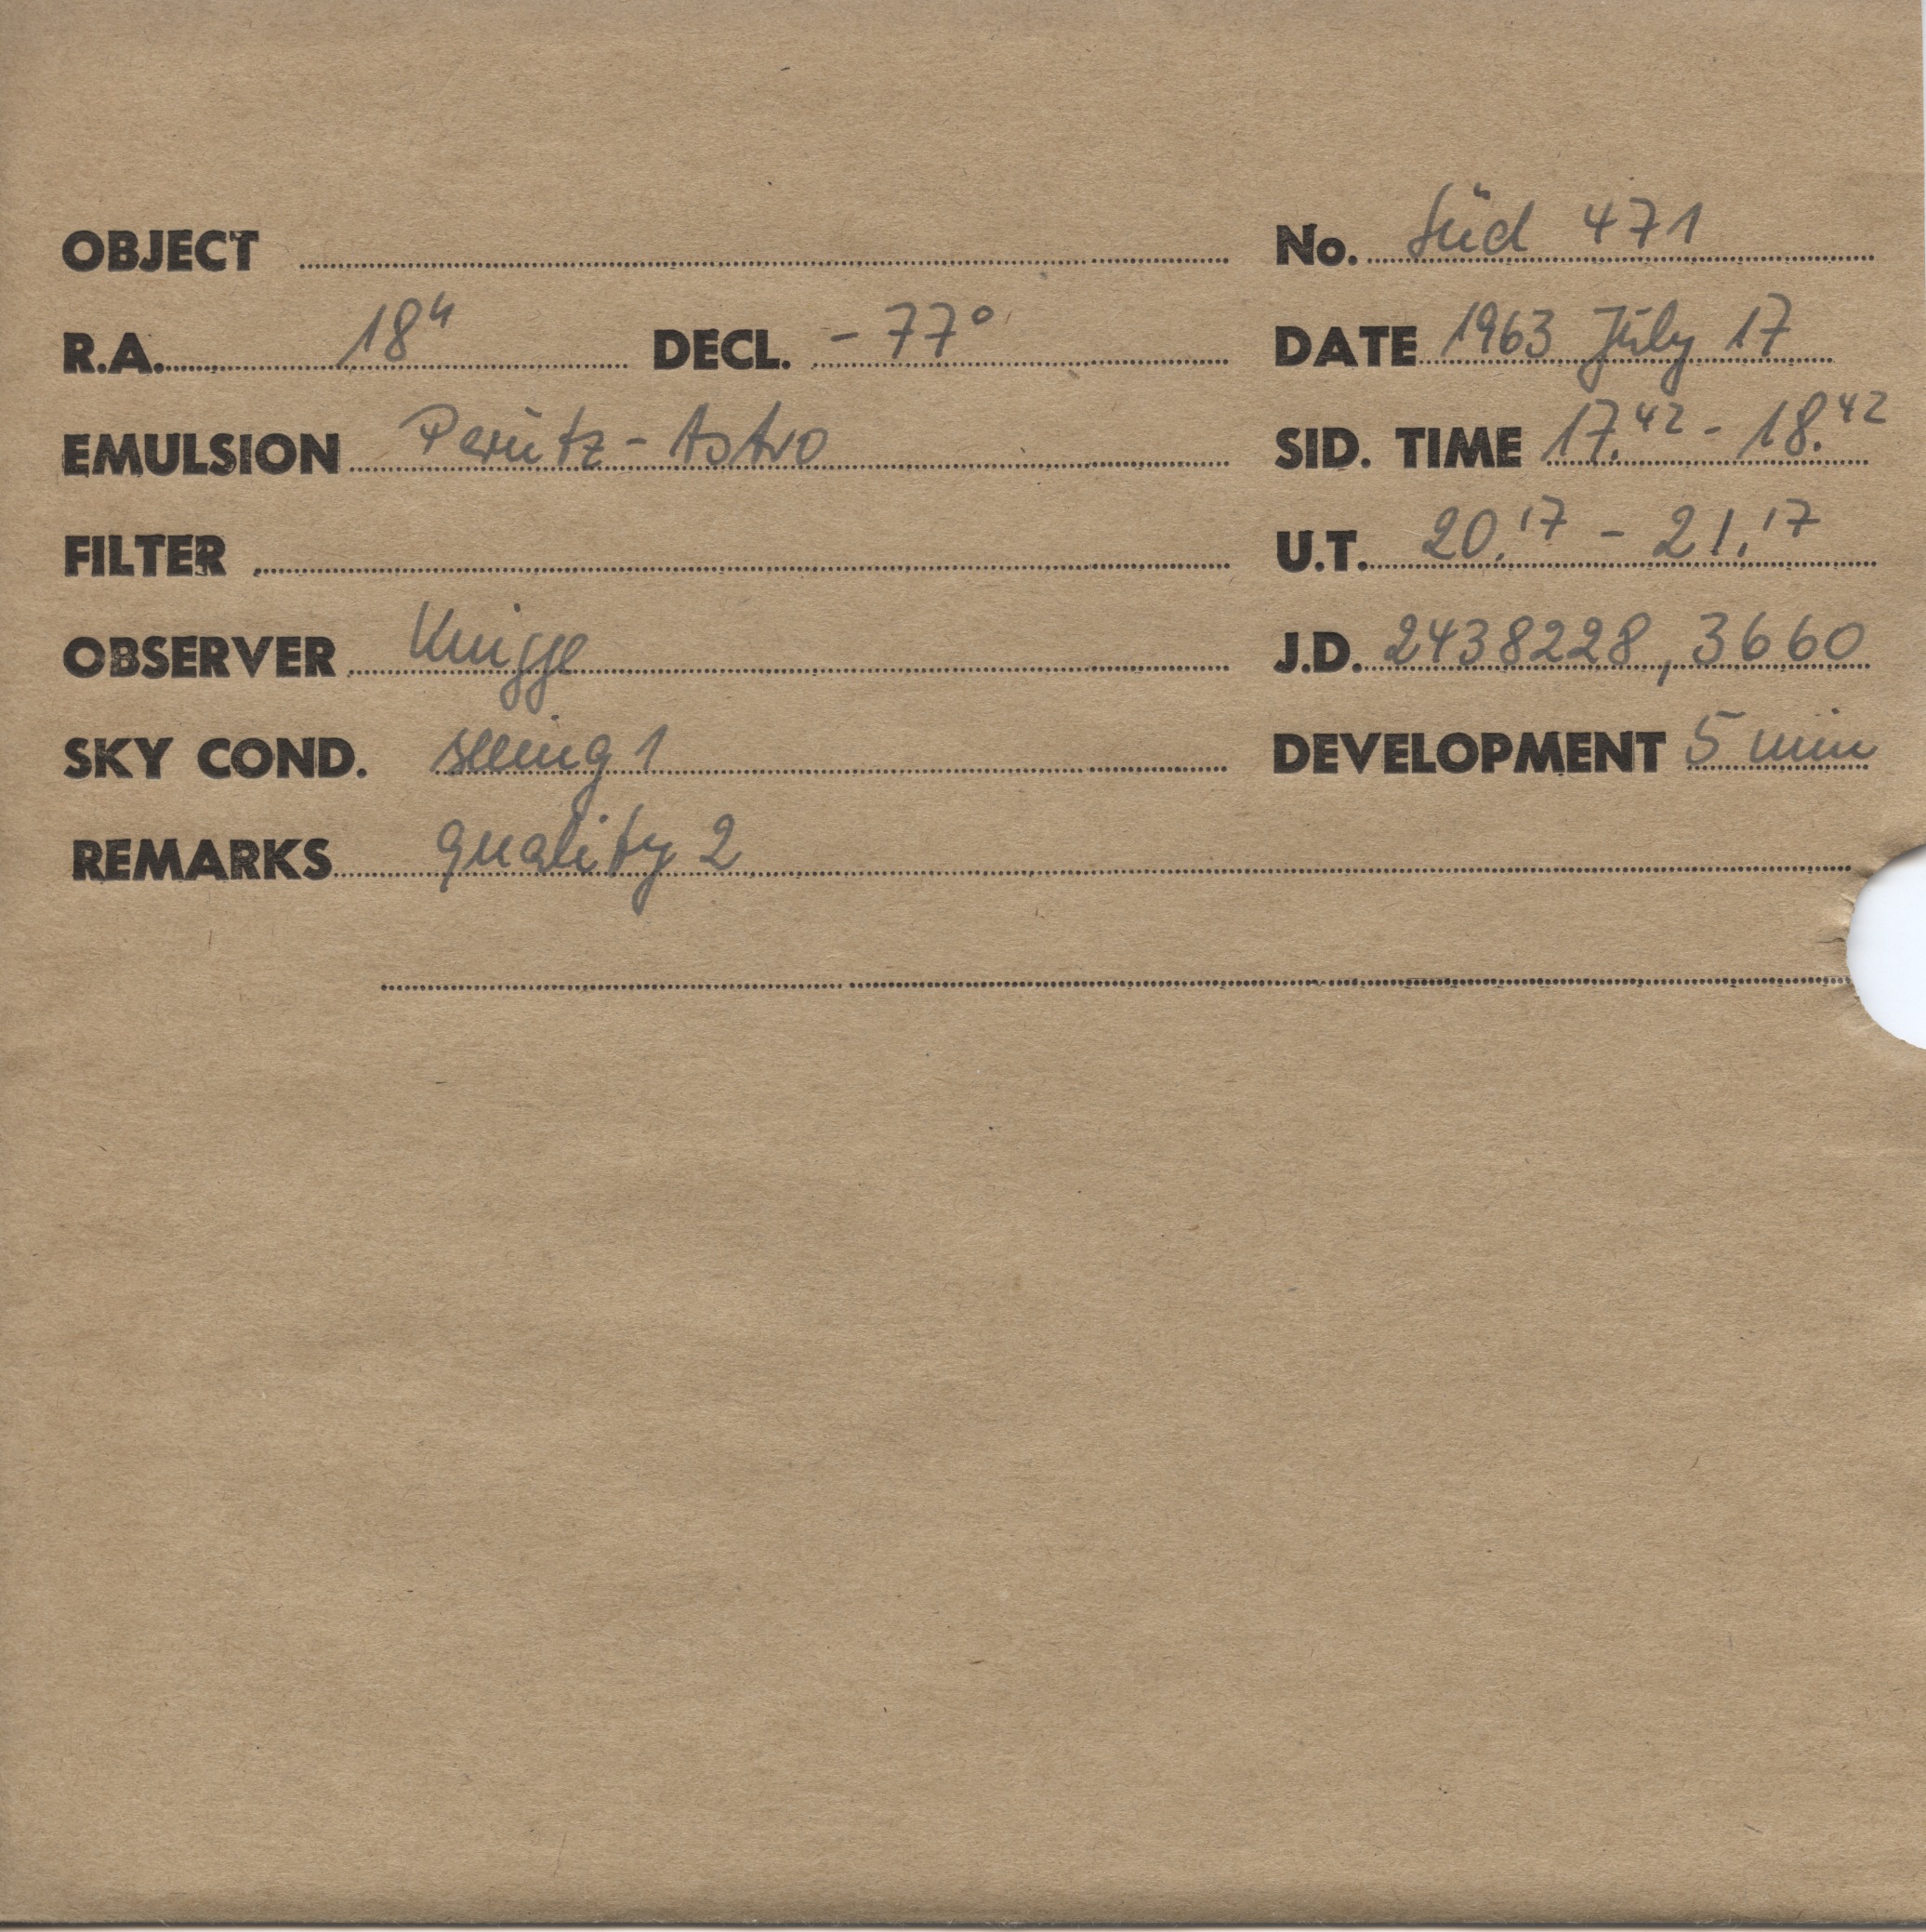 OBJECT No. Süd 471
R.A. 18h DECL. - 77° DATE 1963 July 17
EMULSION Perutz - Astro SID. TIME 17.42 - 18.42
FILTER U.T. 20.17 - 21.17
OBSERVER Knigge J.D. 2438228,3660
SKY COND. seeing 1 DEVELOPMENT 5 min
REMARKS quality 2